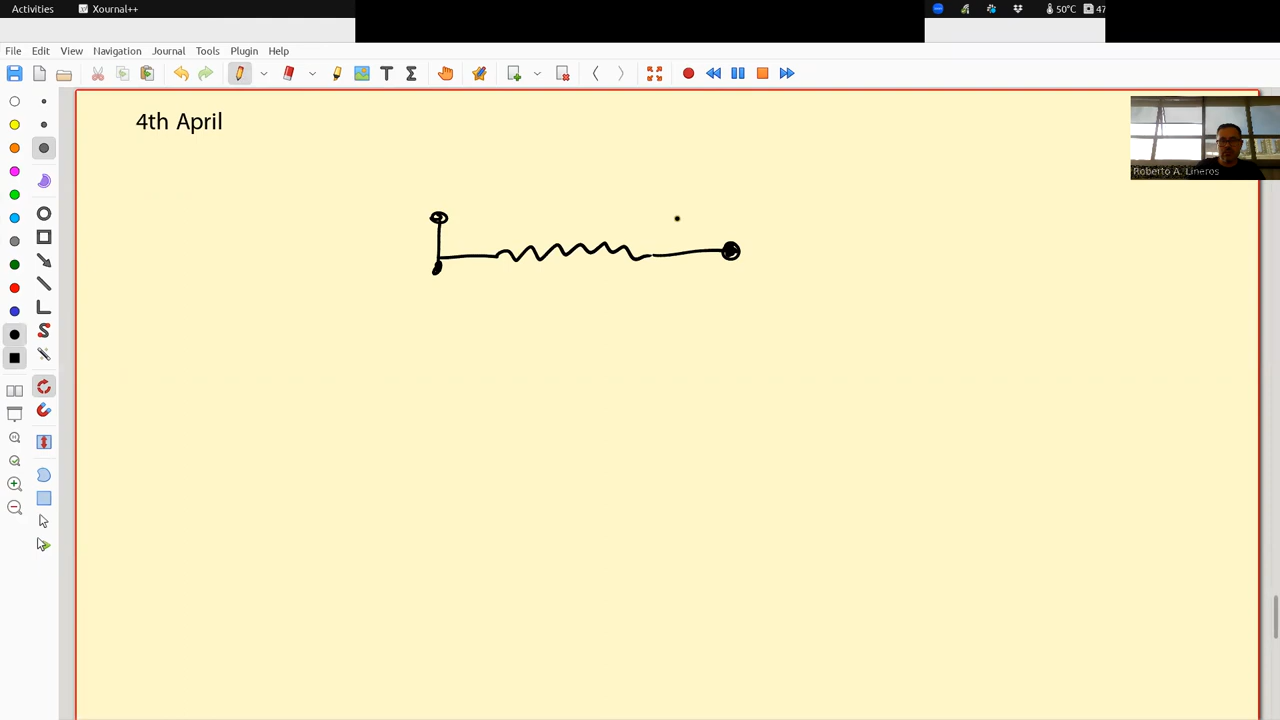 Activities Xournal++ 50°C 47
File Edit View Navigation Journal Tools Plugin Help
4th April
Roberto A. Lineros